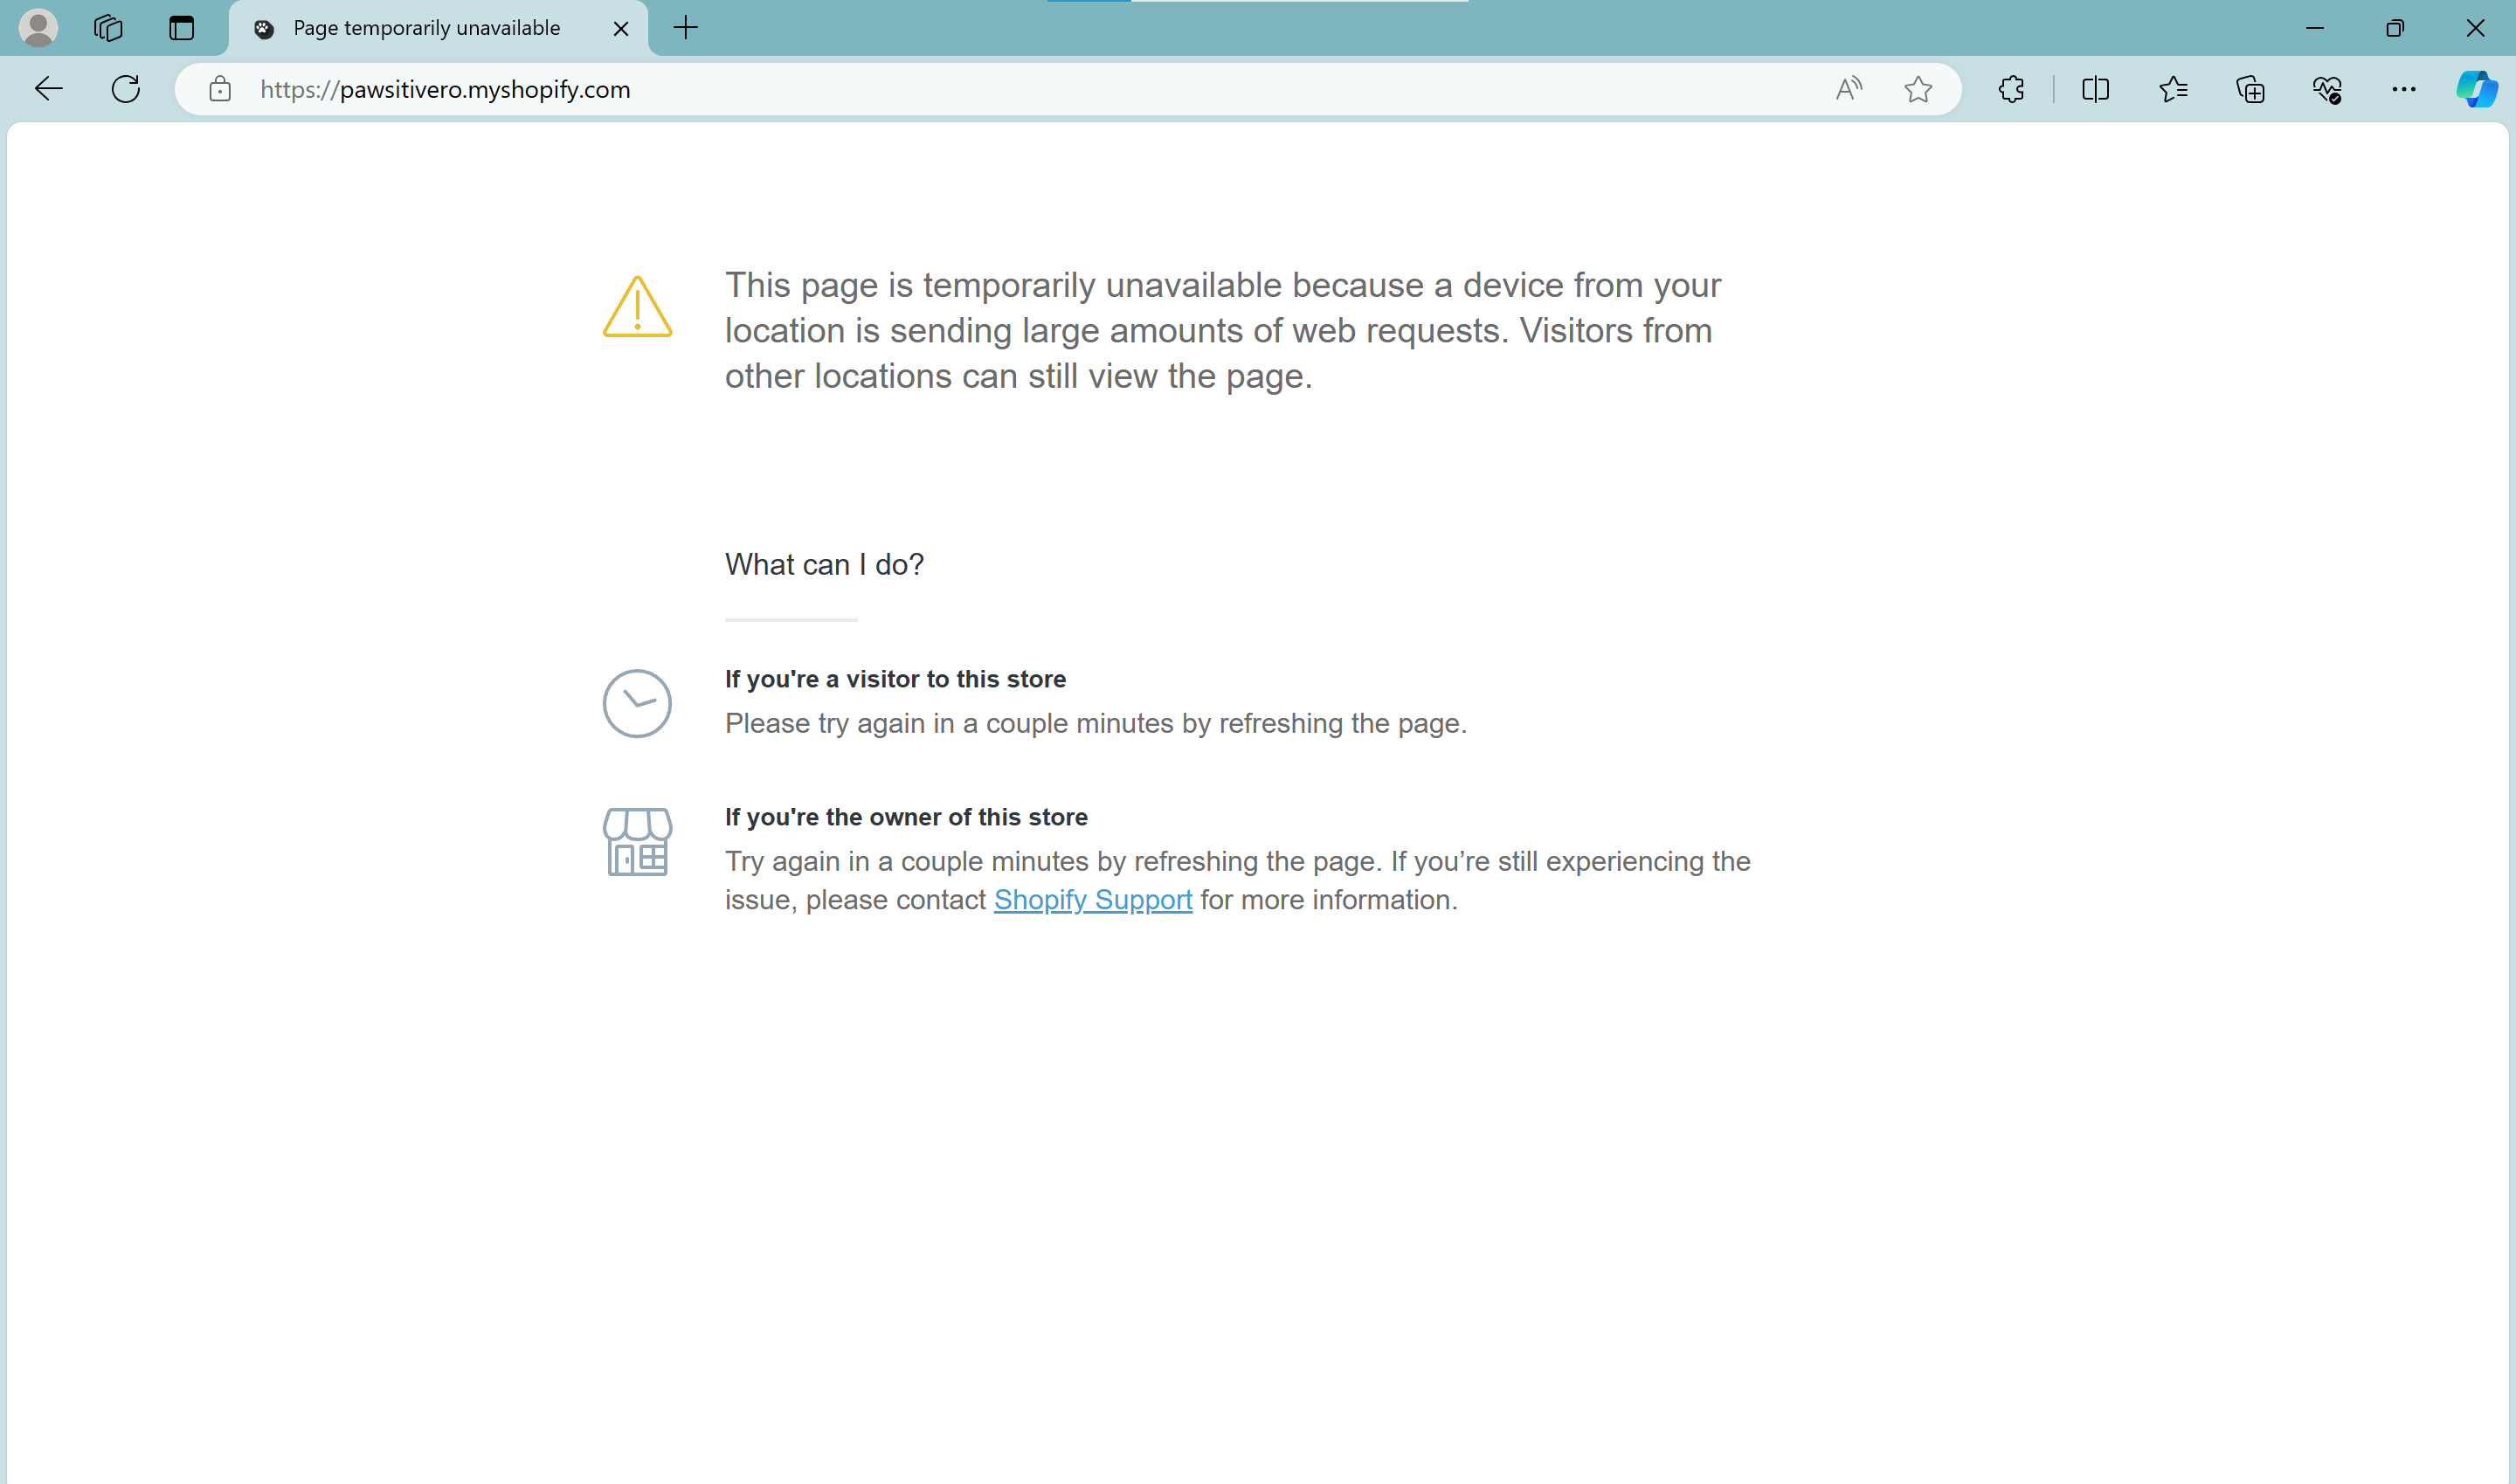 Page temporarily unavailable
https://pawsitivero.myshopify.com
This page is temporarily unavailable because a device from your
location is sending large amounts of web requests. Visitors from
other locations can still view the page.
What can I do?
If you're a visitor to this store
Please try again in a couple minutes by refreshing the page.
If you're the owner of this store
Try again in a couple minutes by refreshing the page. If you’re still experiencing the
issue, please contact Shopify Support for more information.